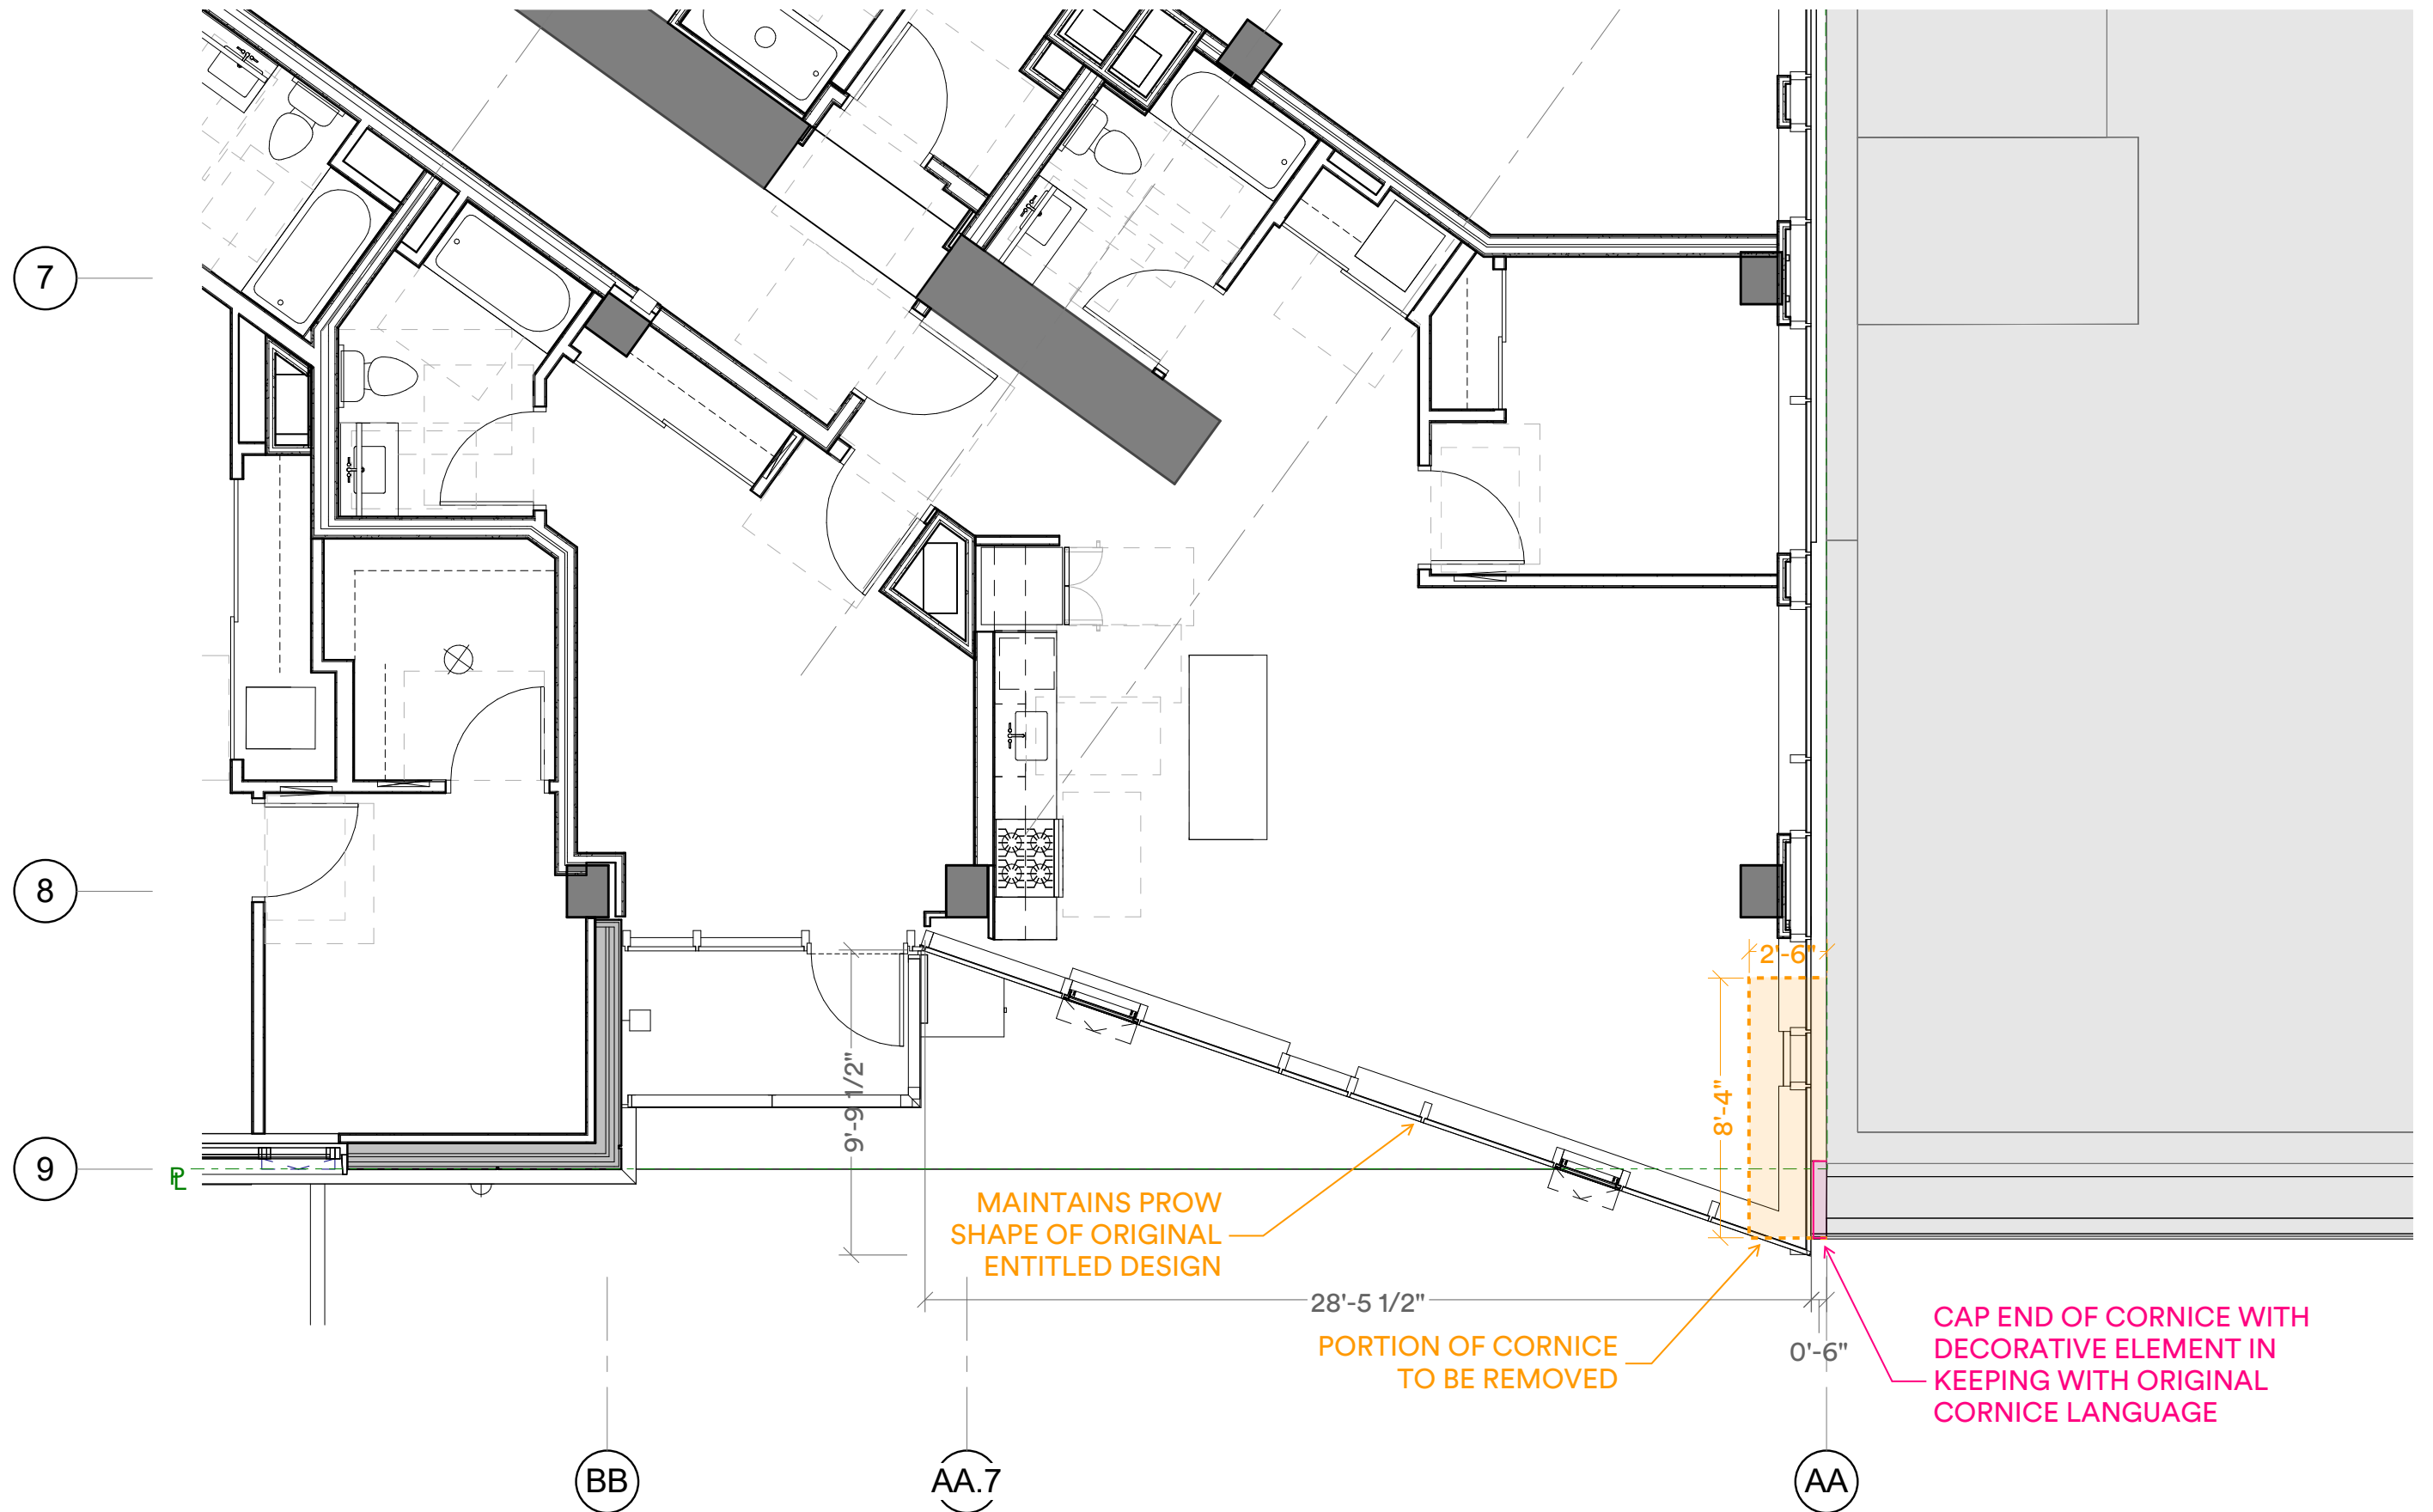 7
8
2'-6"
8'-4"
9'-9 1/2"
9
PL
MAINTAINS PROW
SHAPE OF ORIGINAL
ENTITLED DESIGN
28'-5 1/2"
0'-6"
PORTION OF CORNICE
TO BE REMOVED
CAP END OF CORNICE WITH
DECORATIVE ELEMENT IN
KEEPING WITH ORIGINAL
CORNICE LANGUAGE
BB
AA.7
AA